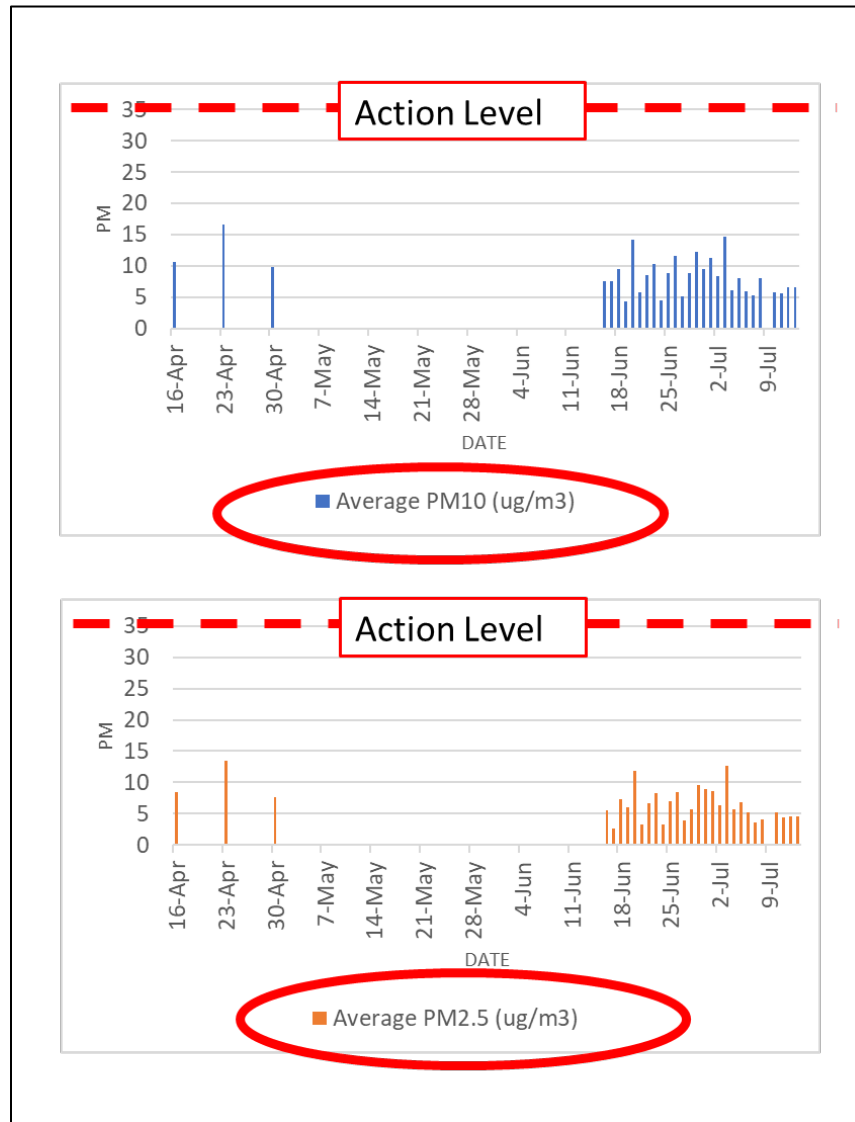 Action Level
35
30
25
20
15
10
5
0
PM
16-Apr
23-Apr
30-Apr
7-May
14-May
21-May
28-May
4-Jun
11-Jun
18-Jun
25-Jun
2-Jul
9-Jul
DATE
Average PM10 (ug/m3)
Action Level
35
30
25
20
15
10
5
0
PM
16-Apr
23-Apr
30-Apr
7-May
14-May
21-May
28-May
4-Jun
11-Jun
18-Jun
25-Jun
2-Jul
9-Jul
DATE
Average PM2.5 (ug/m3)